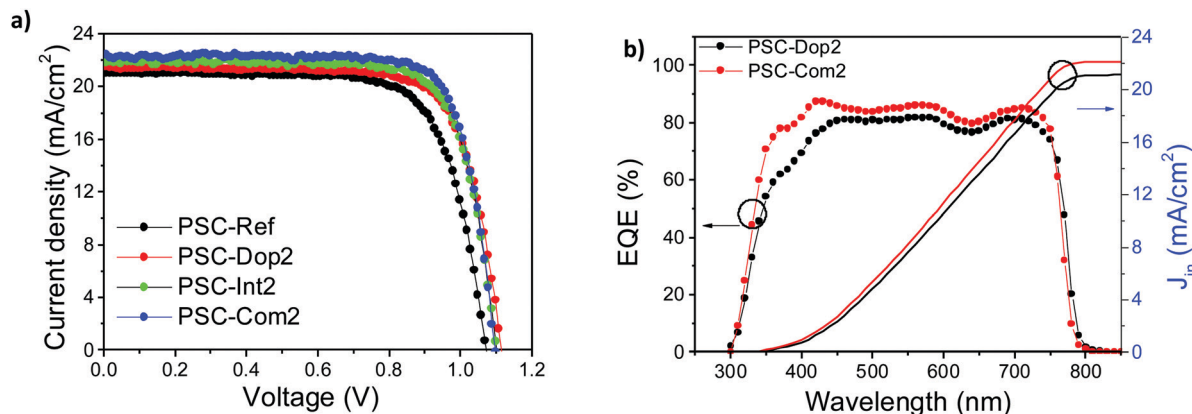 a)
Current density (mA/cm²)
24
20
16
12
8
4
0
PSC-Ref
PSC-Dop2
PSC-Int2
PSC-Com2
0.0 0.2 0.4 0.6 0.8 1.0 1.2
Voltage (V)
b)
EQE (%)
100
80
60
40
20
0
PSC-Dop2
PSC-Com2
24
20
16
12
8
4
0
J_in (mA/cm²)
300 400 500 600 700 800
Wavelength (nm)